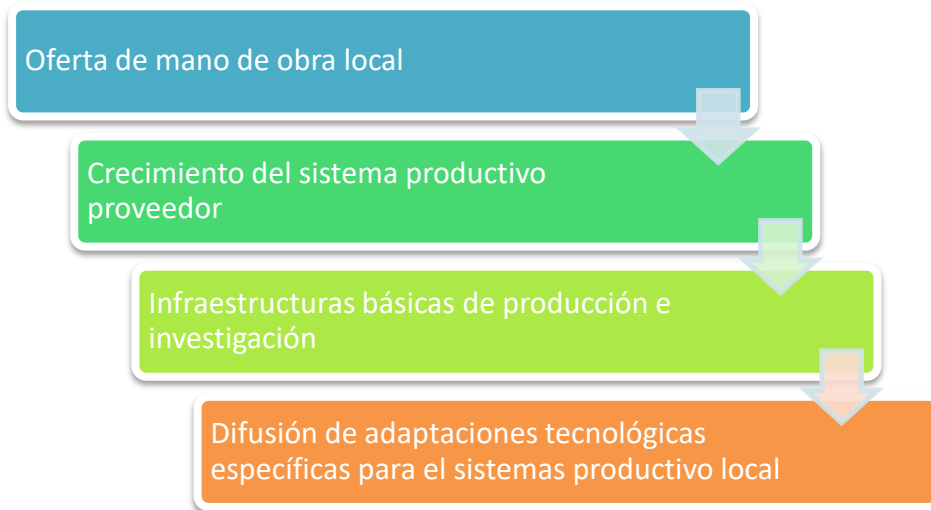 Oferta de mano de obra local
Crecimiento del sistema productivo
proveedor
Infraestructuras básicas de producción e
investigación
Difusión de adaptaciones tecnológicas
específicas para el sistemas productivo local